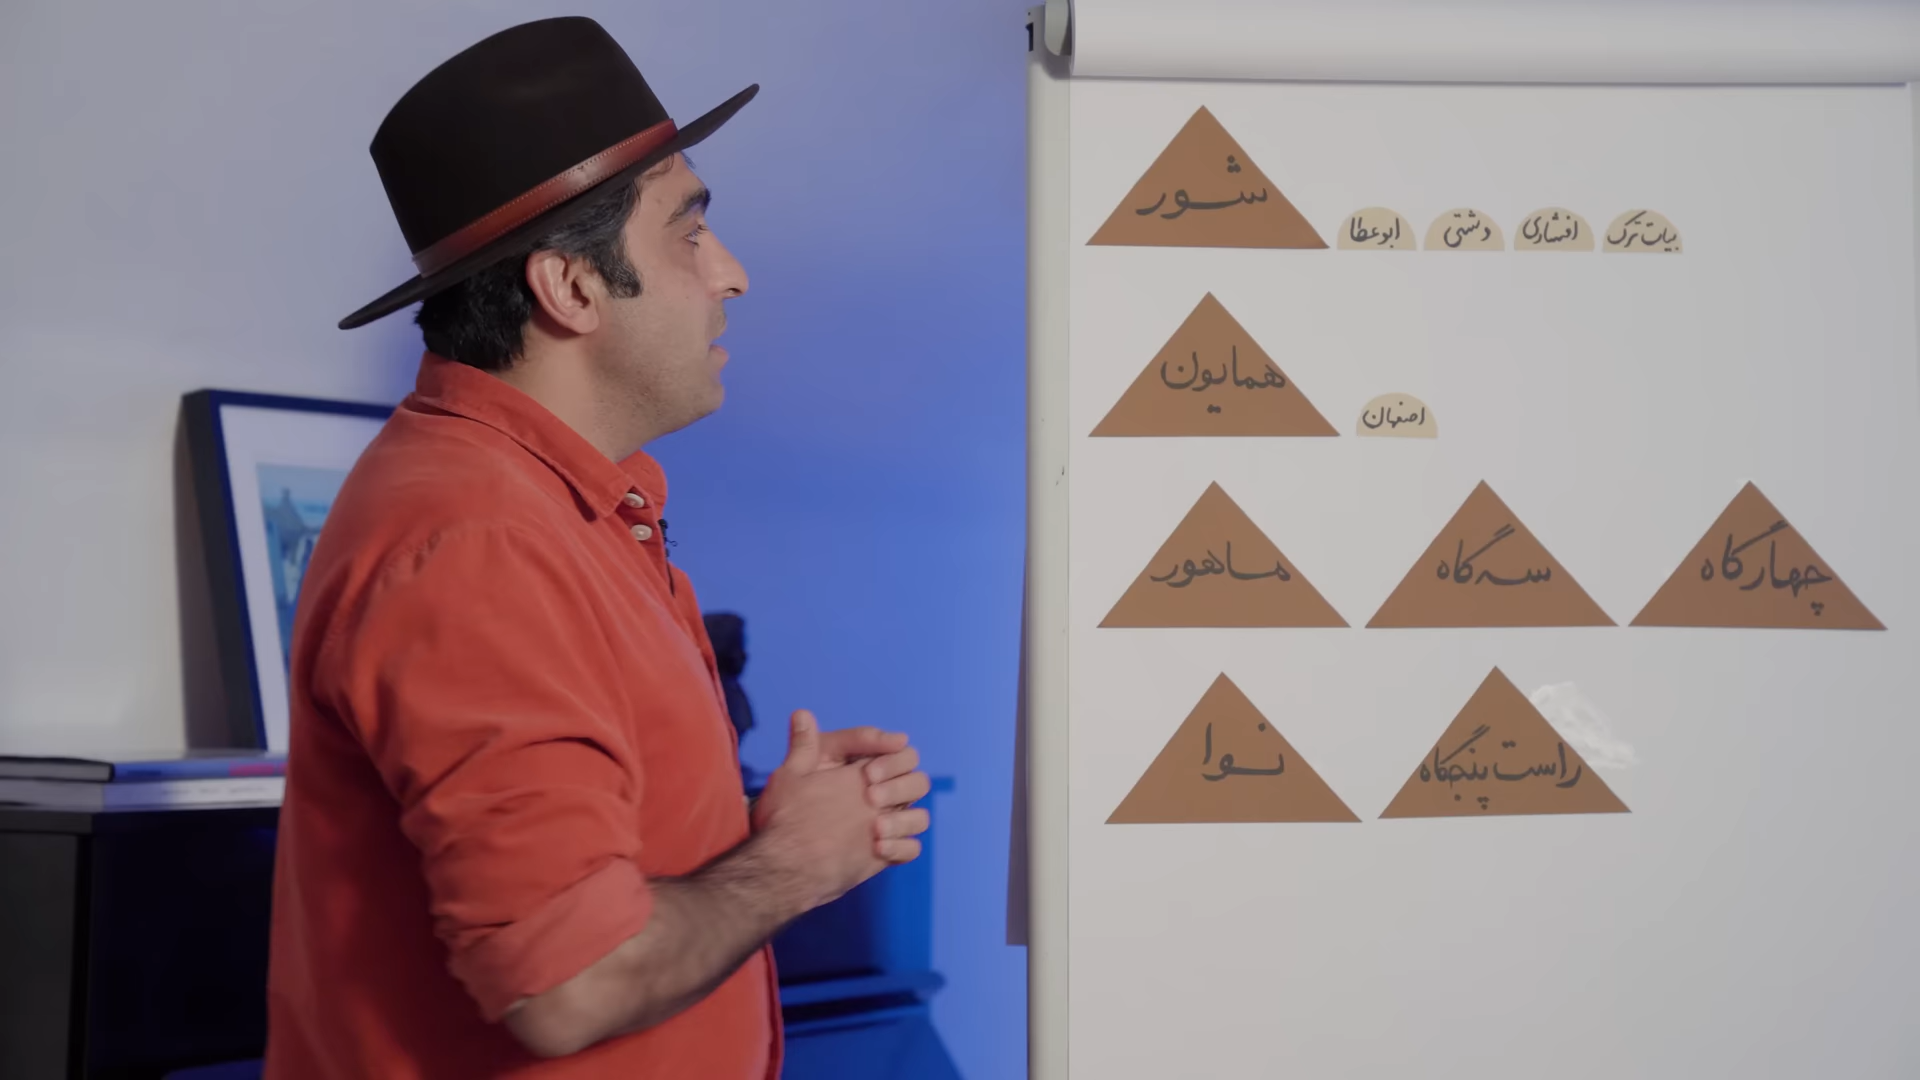 شور
ابوعطا
دشتی
افشاری
بیات ترک
همایون
اصفهان
ماهور
سه گاه
چهارگاه
نوا
راست پنجگاه